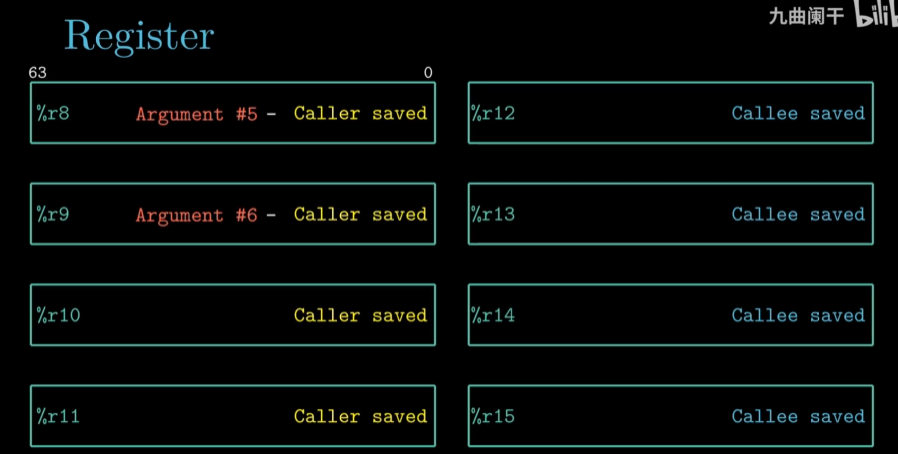 九曲阑干 bilib
Register
63 0
%r8 Argument #5 - Caller saved
%r12 Callee saved
%r9 Argument #6 - Caller saved
%r13 Callee saved
%r10 Caller saved
%r14 Callee saved
%r11 Caller saved
%r15 Callee saved